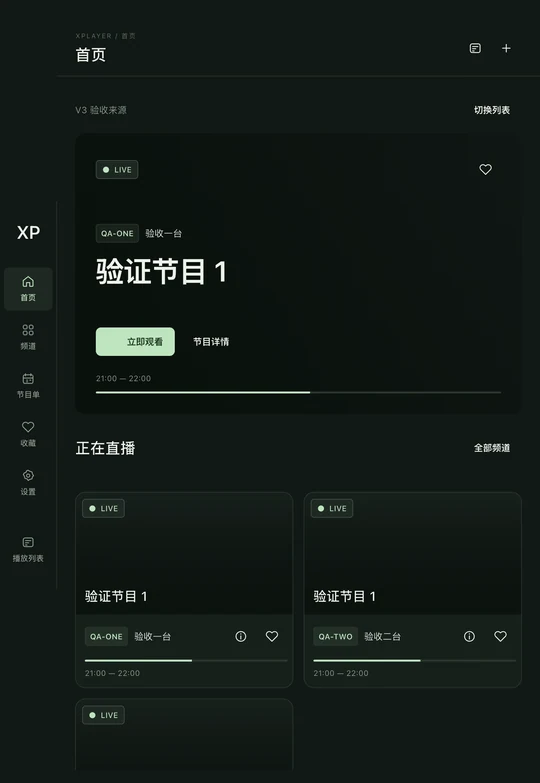 XPLAYER / 首页
首页
V3 验收来源
切换列表
LIVE
QA-ONE 验收一台
验证节目 1
立即观看
节目详情
21:00 — 22:00
XP
首页
频道
节目单
收藏
设置
播放列表
正在直播
全部频道
LIVE
验证节目 1
QA-ONE 验收一台
21:00 — 22:00
LIVE
验证节目 1
QA-TWO 验收二台
21:00 — 22:00
LIVE